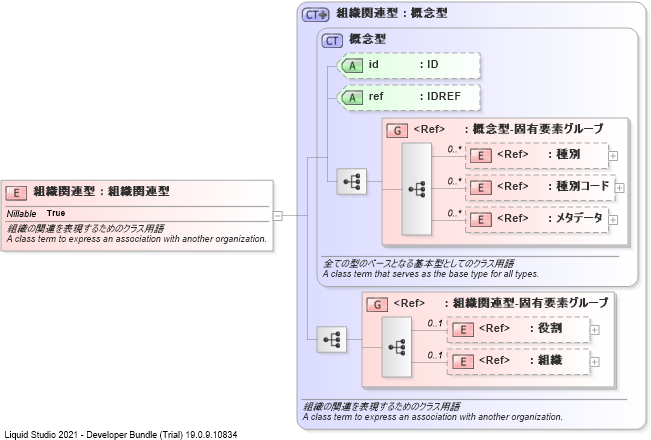 CT 組織関連型 : 概念型
CT 概念型
A id : ID
A ref : IDREF
G <Ref> : 概念型-固有要素グループ
0..*
E <Ref> : 種別
0..*
E <Ref> : 種別コード
0..*
E <Ref> : メタデータ
全ての型のベースとなる基本型としてのクラス用語
A class term that serves as the base type for all types.
E 組織関連型 : 組織関連型
Nillable True
組織の関連を表現するためのクラス用語
A class term to express an association with another organization.
G <Ref> : 組織関連型-固有要素グループ
0..1
E <Ref> : 役割
0..1
E <Ref> : 組織
組織の関連を表現するためのクラス用語
A class term to express an association with another organization.
Liquid Studio 2021 - Developer Bundle (Trial) 19.0.9.10834